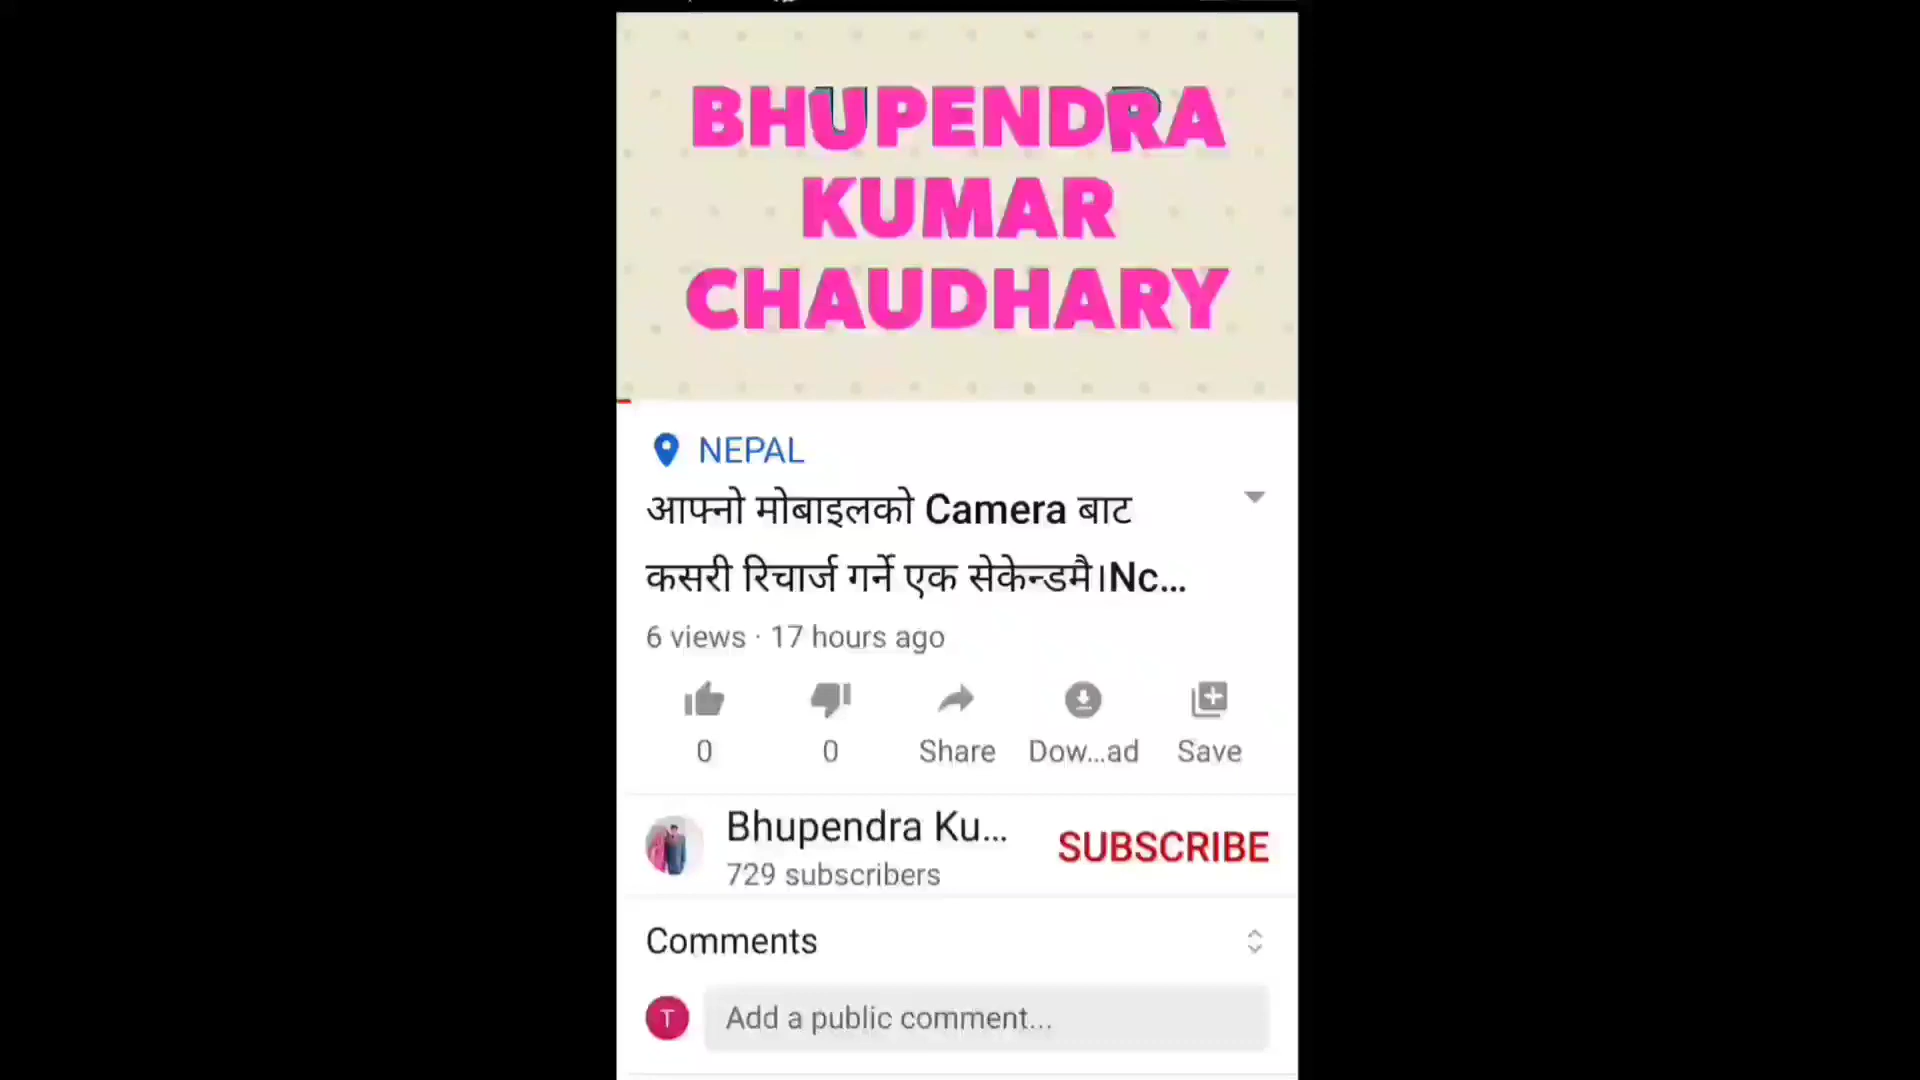 BHUPENDRA
KUMAR
CHAUDHARY
NEPAL
आफ्नो मोबाइलको Camera बाट
कसरी रिचार्ज गर्ने एक सेकेन्डमै।Nc...
6 views · 17 hours ago
0 0 Share Dow...ad Save
Bhupendra Ku...
729 subscribers
SUBSCRIBE
Comments
T
Add a public comment...